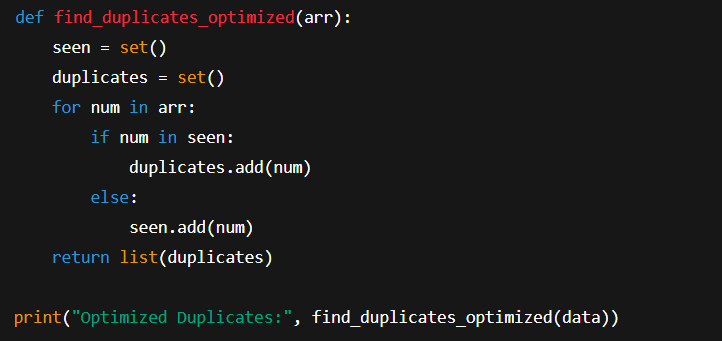 def find_duplicates_optimized(arr):
    seen = set()
    duplicates = set()
    for num in arr:
        if num in seen:
            duplicates.add(num)
        else:
            seen.add(num)
    return list(duplicates)

print("Optimized Duplicates:", find_duplicates_optimized(data))